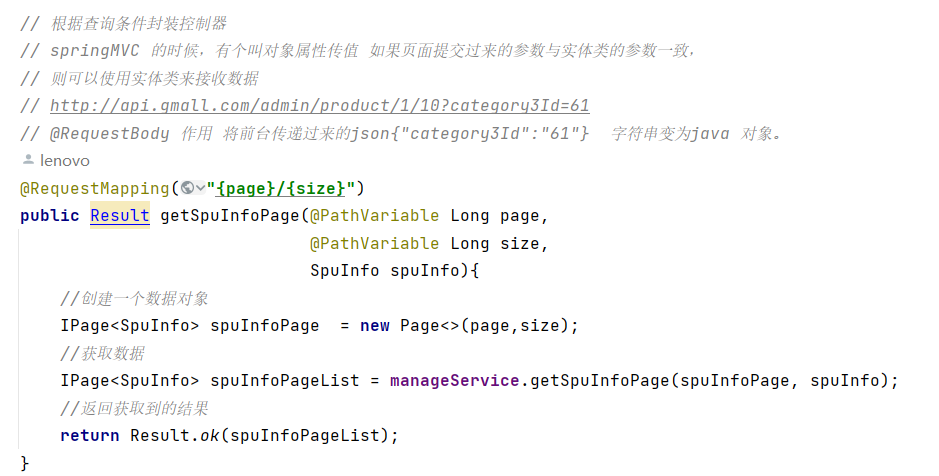 // 根据查询条件封装控制器
// springMVC 的时候，有个叫对象属性传值 如果页面提交过来的参数与实体类的参数一致，
// 则可以使用实体类来接收数据
// http://api.gmall.com/admin/product/1/10?category3Id=61
// @RequestBody 作用 将前台传递过来的json{"category3Id":"61"}  字符串变为java 对象。
lenovo
@RequestMapping("{page}/{size}")
public Result getSpuInfoPage(@PathVariable Long page,
@PathVariable Long size,
SpuInfo spuInfo){
//创建一个数据对象
IPage<SpuInfo> spuInfoPage  = new Page<>(page,size);
//获取数据
IPage<SpuInfo> spuInfoPageList = manageService.getSpuInfoPage(spuInfoPage, spuInfo);
//返回获取到的结果
return Result.ok(spuInfoPageList);
}